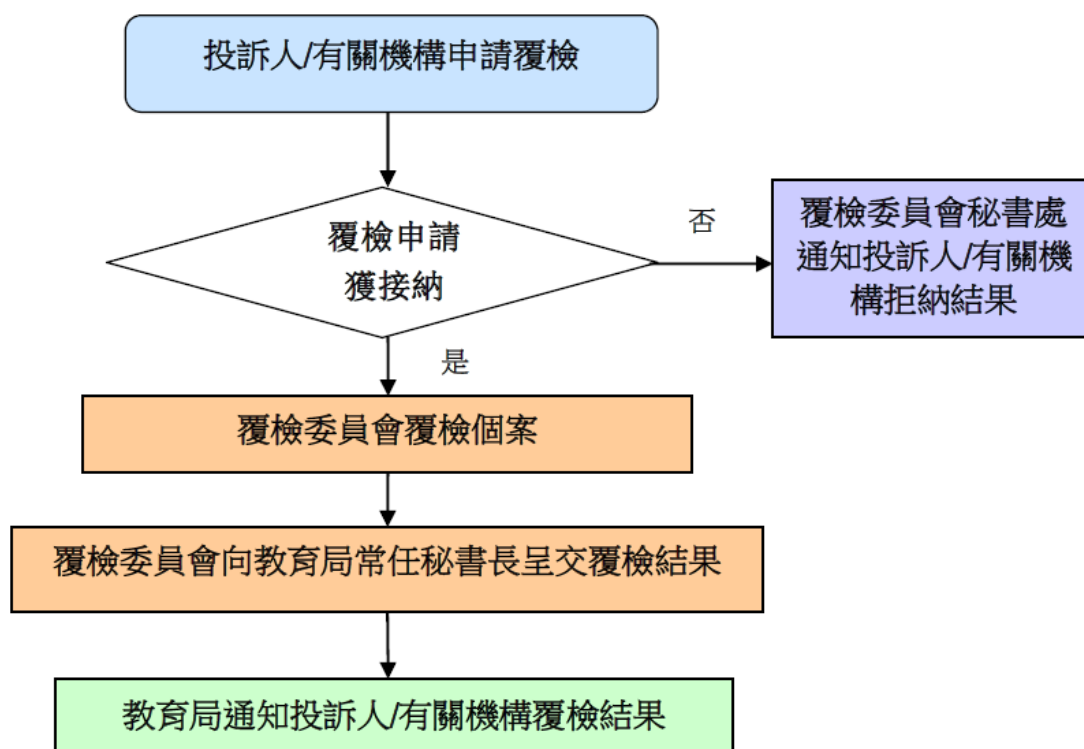 投訴人/有關機構申請覆檢
覆檢申請
獲接納
否
覆檢委員會秘書處
通知投訴人/有關機
構拒納結果
是
覆檢委員會覆檢個案
覆檢委員會向教育局常任秘書長呈交覆檢結果
教育局通知投訴人/有關機構覆檢結果